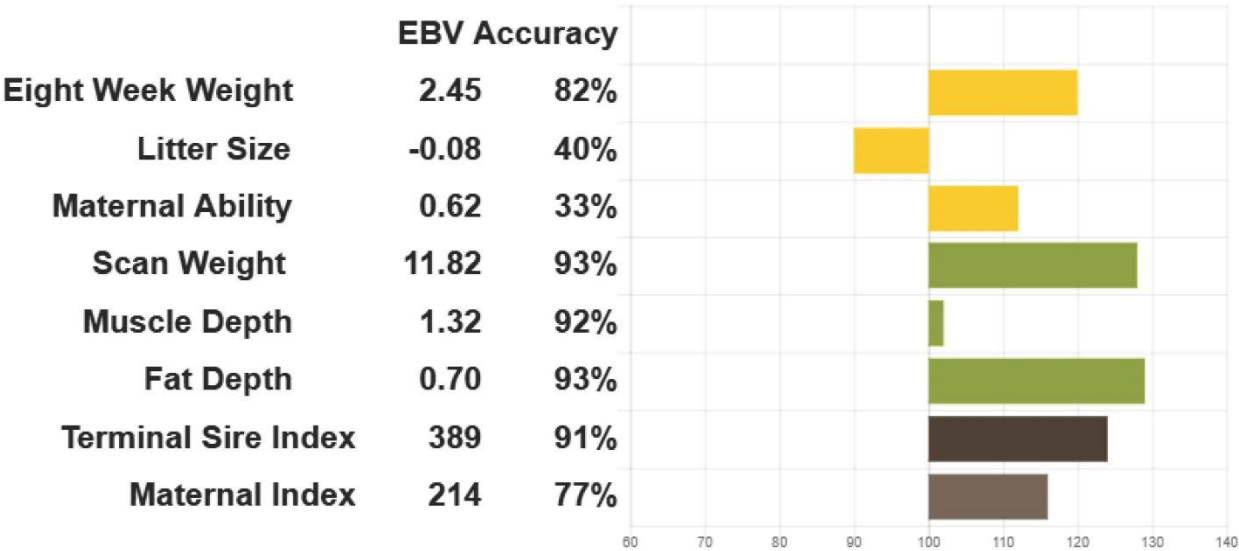 EBV Accuracy
Eight Week Weight 2.45 82%
Litter Size -0.08 40%
Maternal Ability 0.62 33%
Scan Weight 11.82 93%
Muscle Depth 1.32 92%
Fat Depth 0.70 93%
Terminal Sire Index 389 91%
Maternal Index 214 77%
60 70 80 90 100 110 120 130 140